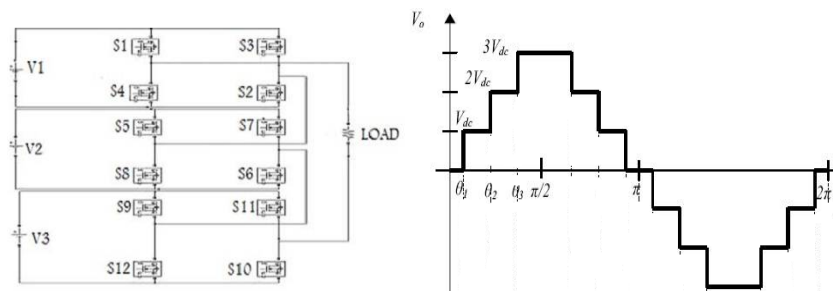 S1 S3
V1
S4 S2
S5 S7
LOAD
V2
S8 S6
S9 S11
V3
S12 S10
Vo
3Vdc
2Vdc
Vdc
θ1 θ2 θ3 π/2 π 2π